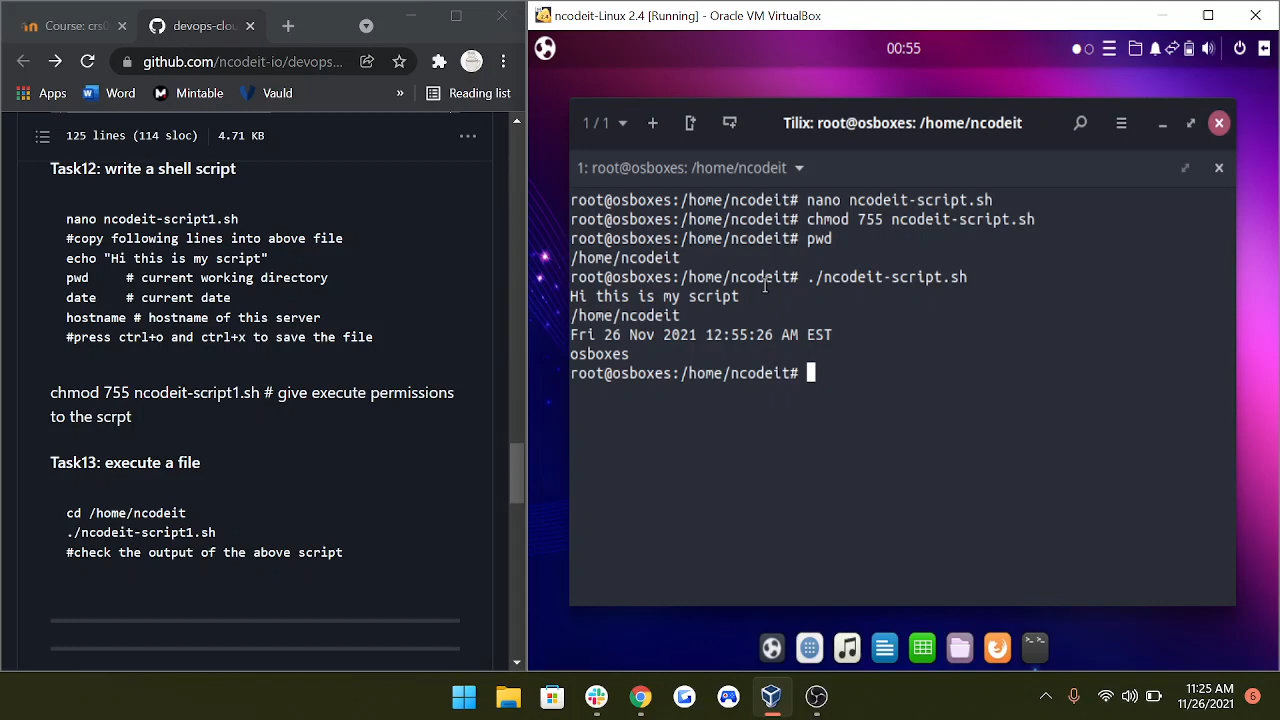 Course: crs0
devops-clou
github.com/ncodeit-io/devops...
Apps
Word
Mintable
Vauld
»
Reading list
125 lines (114 sloc)
4.71 KB
Task12: write a shell script
nano ncodeit-script1.sh
#copy following lines into above file
echo "Hi this is my script"
pwd # current working directory
date # current date
hostname # hostname of this server
#press ctrl+o and ctrl+x to save the file
chmod 755 ncodeit-script1.sh # give execute permissions
to the scrpt
Task13: execute a file
cd /home/ncodeit
./ncodeit-script1.sh
#check the output of the above script
ncodeit-Linux 2.4 [Running] - Oracle VM VirtualBox
00:55
1 / 1
Tilix: root@osboxes: /home/ncodeit
1: root@osboxes: /home/ncodeit
root@osboxes:/home/ncodeit# nano ncodeit-script.sh
root@osboxes:/home/ncodeit# chmod 755 ncodeit-script.sh
root@osboxes:/home/ncodeit# pwd
/home/ncodeit
root@osboxes:/home/ncodeit# ./ncodeit-script.sh
Hi this is my script
/home/ncodeit
Fri 26 Nov 2021 12:55:26 AM EST
osboxes
root@osboxes:/home/ncodeit#
11:25 AM
11/26/2021
6